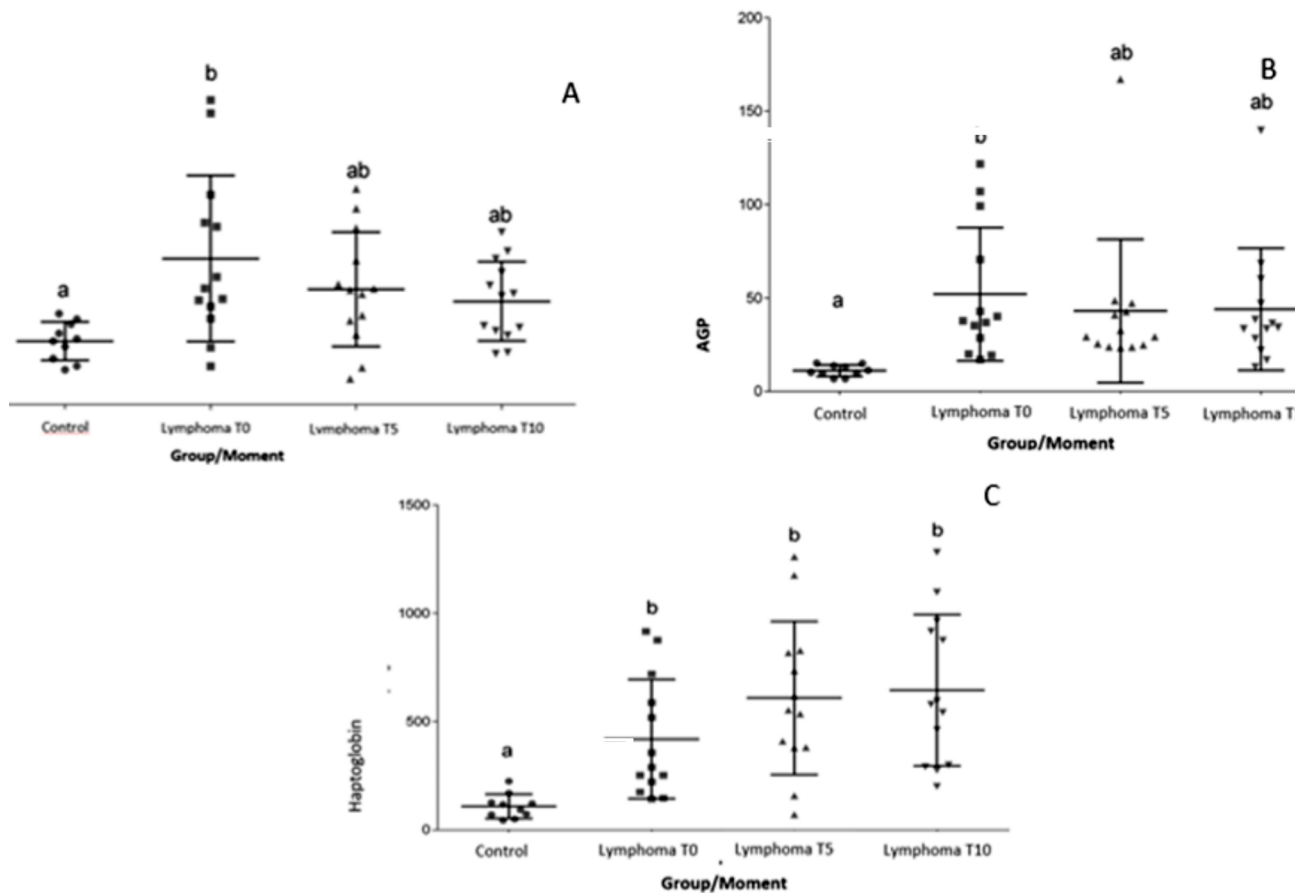 A
b
ab
ab
a
Control
Lymphoma T0
Lymphoma T5
Lymphoma T10
Group/Moment
200
B
ab
150
ab
b
100
AGP
a
50
0
Control
Lymphoma T0
Lymphoma T5
Lymphoma T
Group/Moment
C
1500
b
b
b
1000
Haptoglobin
500
a
0
Control
Lymphoma T0
Lymphoma T5
Lymphoma T10
Group/Moment